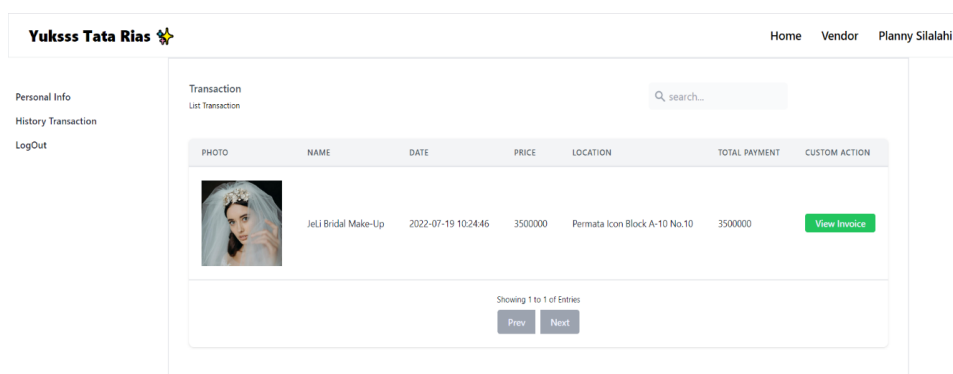 Yuksss Tata Rias ✨
Home Vendor Planny Silalahi
Personal Info
History Transaction
LogOut
Transaction
List Transaction
search...
PHOTO NAME DATE PRICE LOCATION TOTAL PAYMENT CUSTOM ACTION
JeLi Bridal Make-Up 2022-07-19 10:24:46 3500000 Permata Icon Block A-10 No.10 3500000 View Invoice
Showing 1 to 1 of Entries
Prev Next